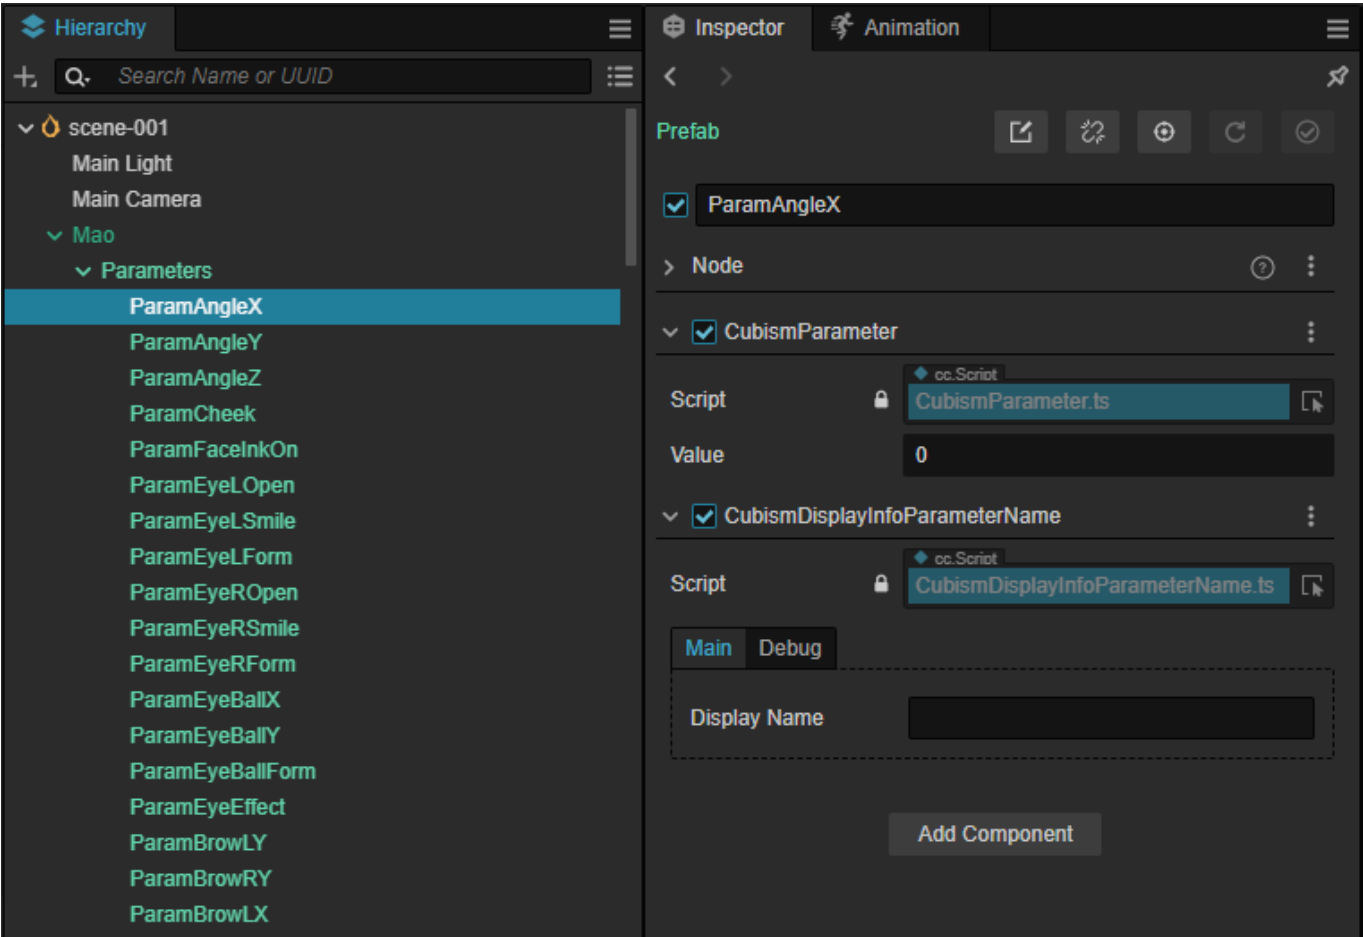 Hierarchy
Search Name or UUID
scene-001
Main Light
Main Camera
Mao
Parameters
ParamAngleX
ParamAngleY
ParamAngleZ
ParamCheek
ParamFaceInkOn
ParamEyeLOpen
ParamEyeLSmile
ParamEyeLForm
ParamEyeROpen
ParamEyeRSmile
ParamEyeRForm
ParamEyeBallX
ParamEyeBallY
ParamEyeBallForm
ParamEyeEffect
ParamBrowLY
ParamBrowRY
ParamBrowLX
Inspector Animation
Prefab
ParamAngleX
Node
CubismParameter
cc.Script
Script CubismParameter.ts
Value 0
CubismDisplayInfoParameterName
cc.Script
Script CubismDisplayInfoParameterName.ts
Main Debug
Display Name
Add Component